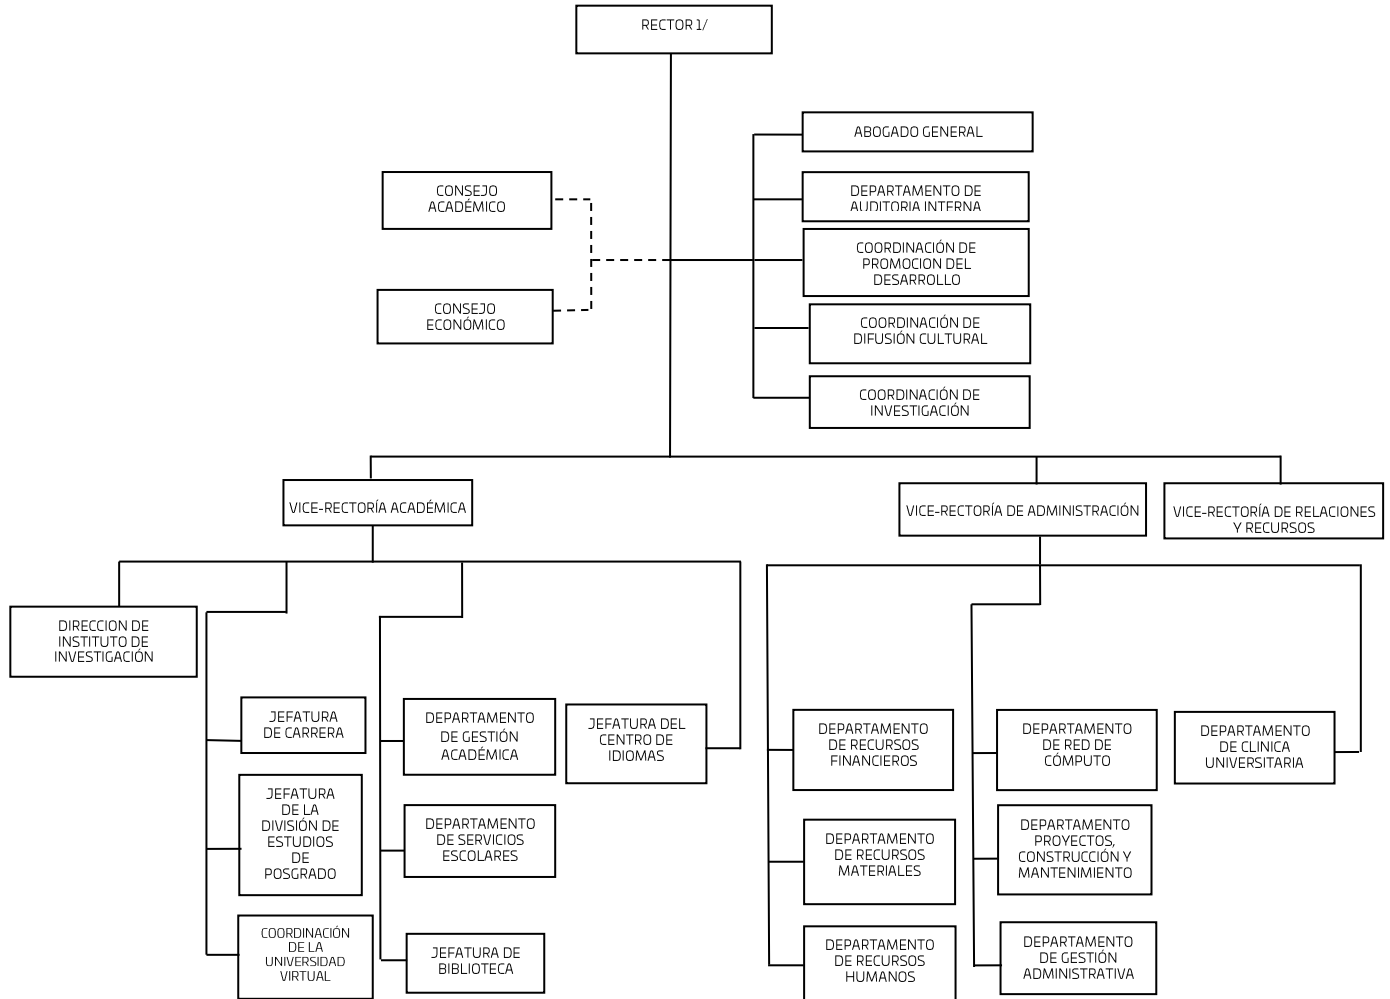 RECTOR 1/
ABOGADO GENERAL
CONSEJO
ACADÉMICO
DEPARTAMENTO DE
AUDITORIA INTERNA
COORDINACIÓN DE
PROMOCION DEL
DESARROLLO
CONSEJO
ECONÓMICO
COORDINACIÓN DE
DIFUSIÓN CULTURAL
COORDINACIÓN DE
INVESTIGACIÓN
VICE-RECTORÍA ACADÉMICA
VICE-RECTORÍA DE ADMINISTRACIÓN
VICE-RECTORÍA DE RELACIONES
Y RECURSOS
DIRECCION DE
INSTITUTO DE
INVESTIGACIÓN
JEFATURA
DE CARRERA
JEFATURA
DE LA
DIVISIÓN DE
ESTUDIOS
DE
POSGRADO
COORDINACIÓN
DE LA
UNIVERSIDAD
VIRTUAL
DEPARTAMENTO
DE GESTIÓN
ACADÉMICA
DEPARTAMENTO
DE SERVICIOS
ESCOLARES
JEFATURA DE
BIBLIOTECA
JEFATURA DEL
CENTRO DE
IDIOMAS
DEPARTAMENTO
DE RECURSOS
FINANCIEROS
DEPARTAMENTO
DE RECURSOS
MATERIALES
DEPARTAMENTO
DE RECURSOS
HUMANOS
DEPARTAMENTO
DE RED DE
CÓMPUTO
DEPARTAMENTO
PROYECTOS,
CONSTRUCCIÓN Y
MANTENIMIENTO
DEPARTAMENTO
DE GESTIÓN
ADMINISTRATIVA
DEPARTAMENTO
DE CLINICA
UNIVERSITARIA